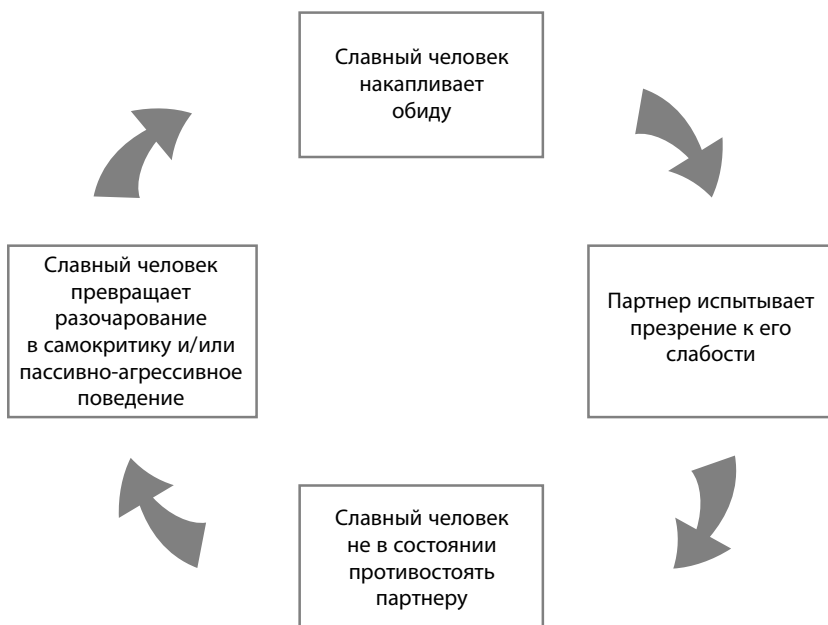 Славный человек
накапливает
обиду
Славный человек
превращает
разочарование
в самокритику и/или
пассивно-агрессивное
поведение
Партнер испытывает
презрение к его
слабости
Славный человек
не в состоянии
противостоять
партнеру